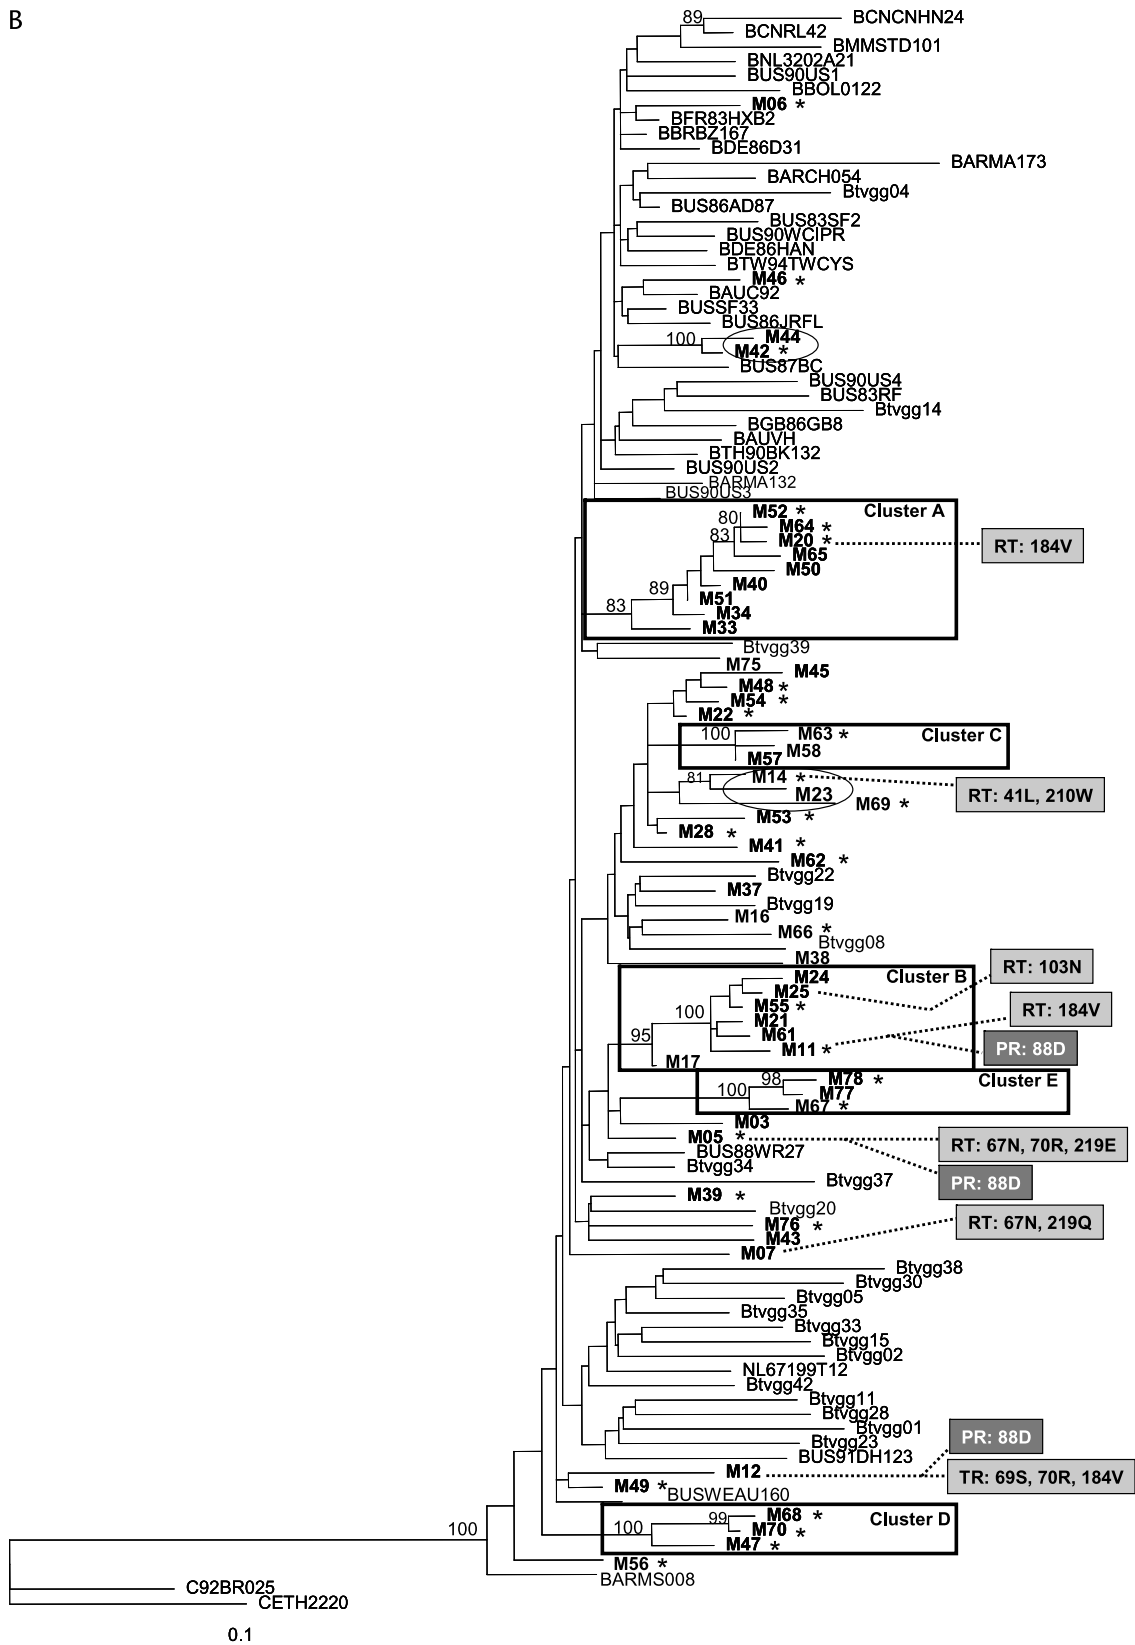 B
89
BCNCNHN24
BCNRL42
BMMSTD101
BNL3202A21
BUS90US1
BBOL0122
M06 *
BFR83HXB2
BBRBZ167
BDE86D31
BARMA173
BARCH054
Btvgg04
BUS86AD87
BUS83SF2
BUS90WCIPR
BDE86HAN
BTW94TWCYS
M46 *
BAUC92
BUSSF33
BUS86JRFL
100
M44
M42 *
BUS87BC
BUS90US4
BUS83RF
Btvgg14
BGB86GB8
BAUVH
BTH90BK132
BUS90US2
BARMA132
BUS90US3
Cluster A
M52 *
80
M64 *
83
M20 *
RT: 184V
M65
M50
89
M40
M51
83
M34
M33
Btvgg39
M75
M45
M48 *
M54 *
M22 *
Cluster C
100
M63 *
M58
M57
81
M14 *
RT: 41L, 210W
M23
M69 *
M53 *
M28 *
M41 *
M62 *
Btvgg22
M37
Btvgg19
M16
M66 *
Btvgg08
M38
Cluster B
RT: 103N
M24
M25
M55 *
100
RT: 184V
M21
M61
95
M11 *
PR: 88D
M17
Cluster E
98
M78 *
100
M77
M67 *
M03
M05 *
RT: 67N, 70R, 219E
BUS88WR27
Btvgg34
PR: 88D
Btvgg37
M39 *
Btvgg20
RT: 67N, 219Q
M76 *
M43
M07
Btvgg38
Btvgg30
Btvgg05
Btvgg35
Btvgg33
Btvgg15
Btvgg02
NL67199T12
Btvgg42
Btvgg11
Btvgg28
Btvgg01
Btvgg23
PR: 88D
BUS91DH123
M12
TR: 69S, 70R, 184V
M49 *
BUSWEAU160
Cluster D
99
M68 *
100
M70 *
M47 *
100
M56 *
BARMS008
C92BR025
CETH2220
0.1